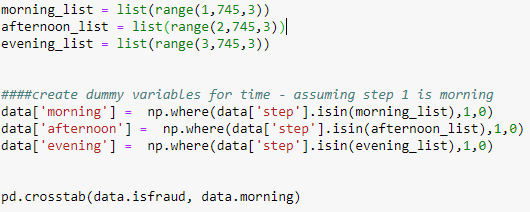 morning_list = list(range(1,745,3))
afternoon_list = list(range(2,745,3))
evening_list = list(range(3,745,3))
####create dummy variables for time - assuming step 1 is morning
data['morning'] =  np.where(data['step'].isin(morning_list),1,0)
data['afternoon'] =  np.where(data['step'].isin(afternoon_list),1,0)
data['evening'] =  np.where(data['step'].isin(evening_list),1,0)
pd.crosstab(data.isfraud, data.morning)